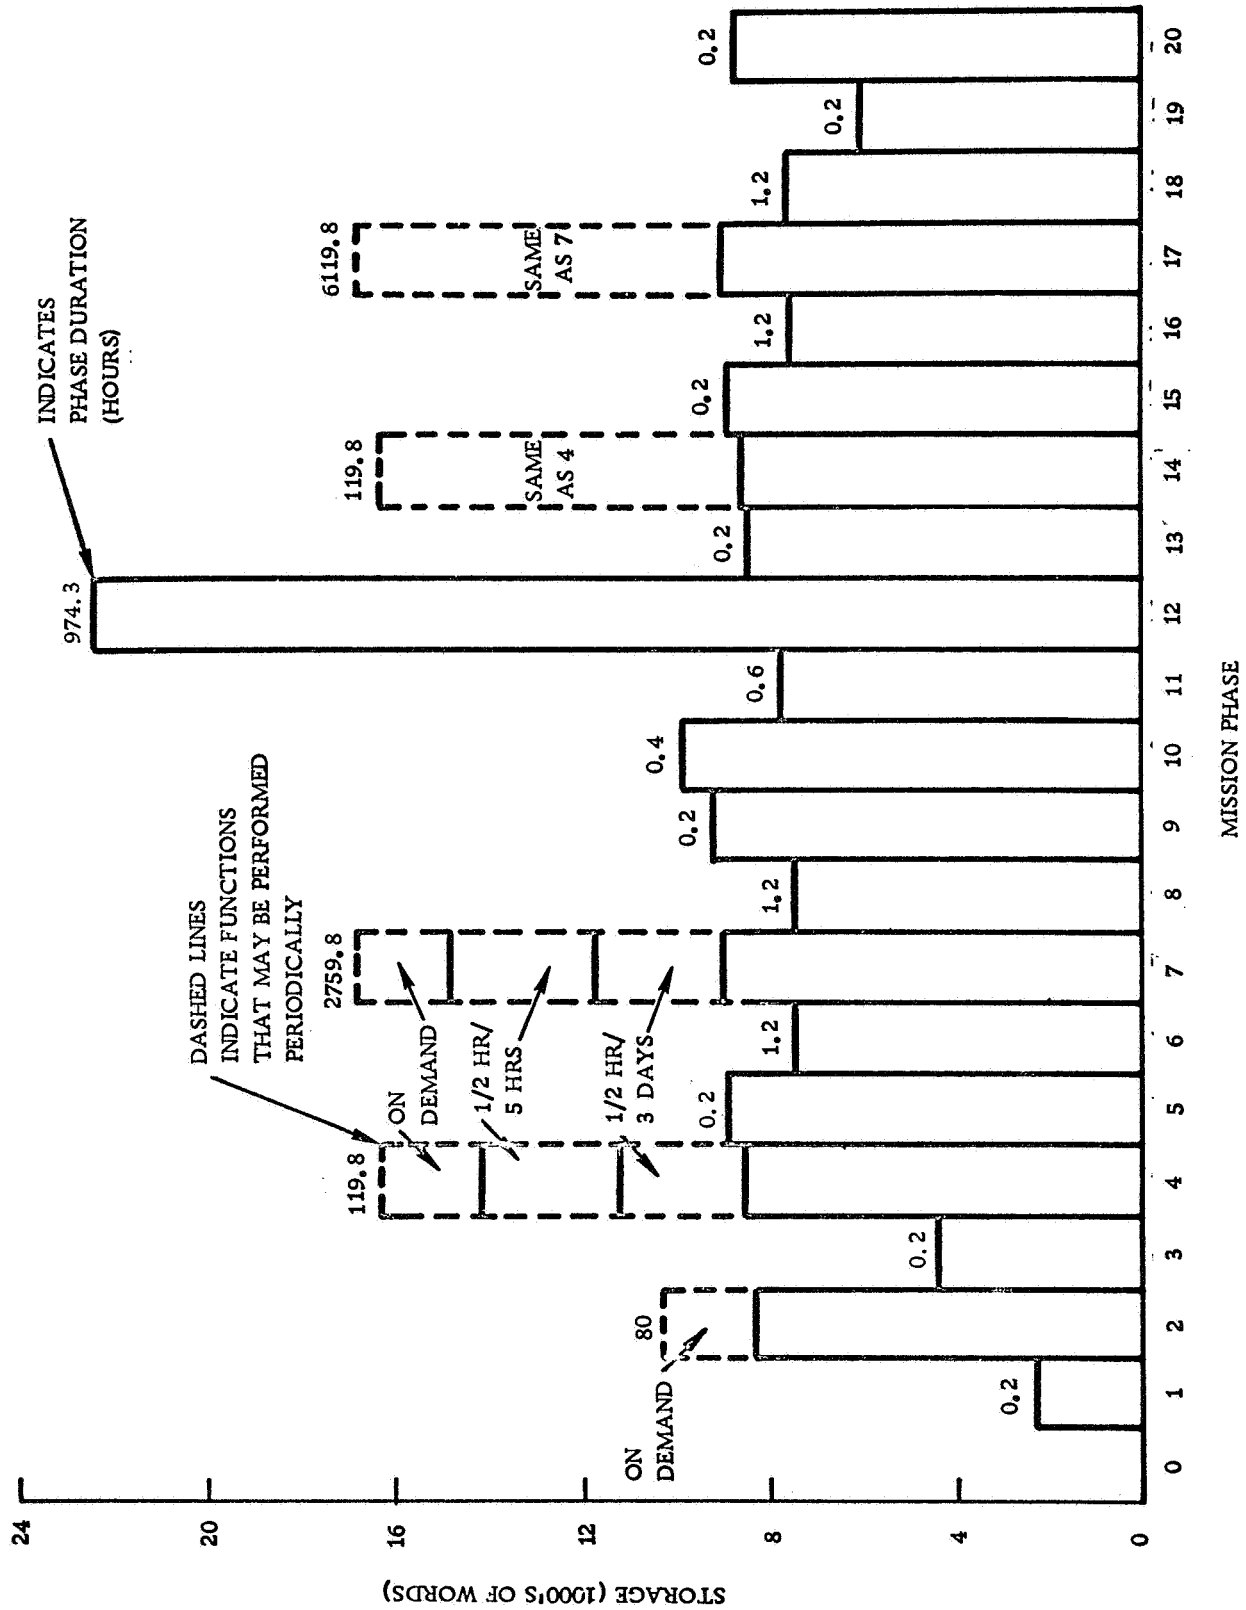 STORAGE (1000'S OF WORDS)
24
20
16
12
8
4
0
INDICATES
PHASE DURATION
(HOURS)
DASHED LINES
INDICATE FUNCTIONS
THAT MAY BE PERFORMED
PERIODICALLY
0.2
ON
DEMAND
80
0.2
119.8
ON
DEMAND
1/2 HR/
5 HRS
1/2 HR/
3 DAYS
0.2
1.2
2759.8
1.2
0.2
0.4
0.6
974.3
0.2
119.8
SAME
AS 4
0.2
1.2
6119.8
SAME
AS 7
1.2
0.2
0.2
0 1 2 3 4 5 6 7 8 9 10 11 12 13 14 15 16 17 18 19 20
MISSION PHASE